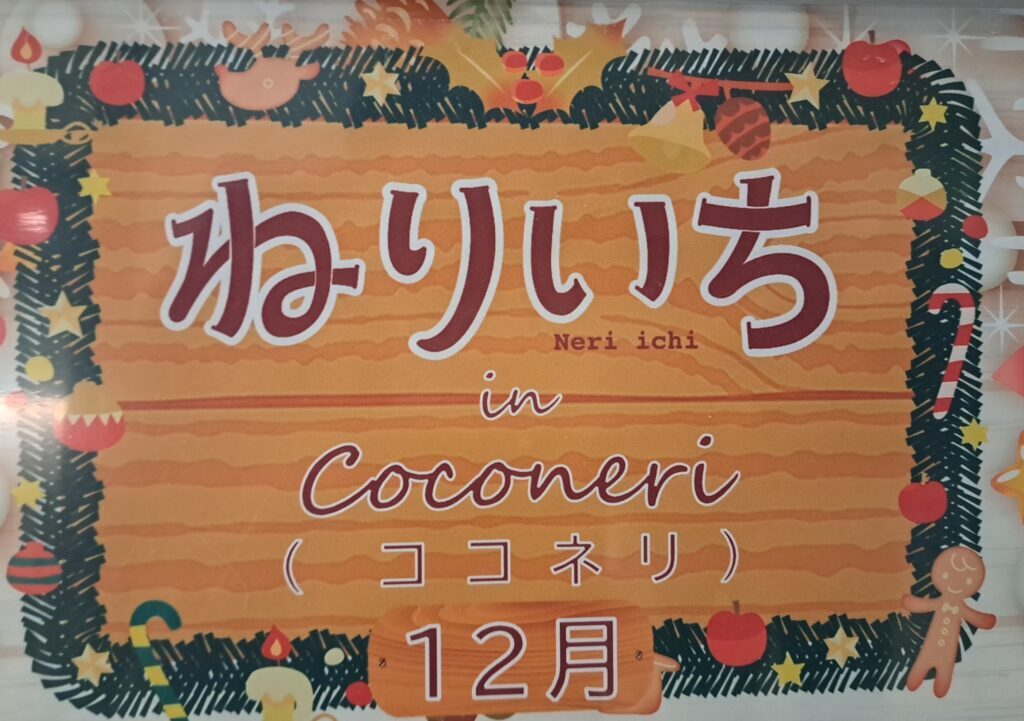 ねりいち
Neri ichi
in
Coconeri
(ココネリ)
12月